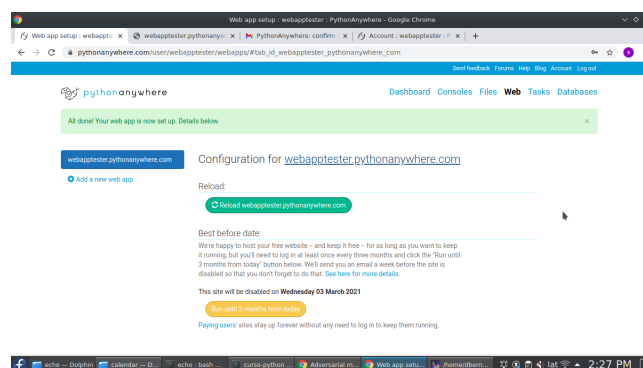 Web app setup : webapptester : PythonAnywhere - Google Chrome
Web app setup : webappte
webapptester.pythonanyw
PythonAnywhere: confirm
Account : webapptester : P
pythonanywhere.com/user/webapptester/webapps/#tab_id_webapptester_pythonanywhere_com
Send feedback Forums Help Blog Account Log out
pythonanywhere
Dashboard Consoles Files Web Tasks Databases
All done! Your web app is now set up. Details below.
webapptester.pythonanywhere.com
Add a new web app
Configuration for webapptester.pythonanywhere.com
Reload:
Reload webapptester.pythonanywhere.com
Best before date:
We're happy to host your free website – and keep it free – for as long as you want to keep
it running, but you'll need to log in at least once every three months and click the "Run until
3 months from today" button below. We'll send you an email a week before the site is
disabled so that you don't forget to do that. See here for more details.
This site will be disabled on Wednesday 03 March 2021
Run until 3 months from today
Paying users' sites stay up forever without any need to log in to keep them running.
echo — Dolphin
calendar — D...
echo : bash ...
curso-python ...
Adversarial m...
Web app setu...
/home/dbern...
lat
2:27 PM